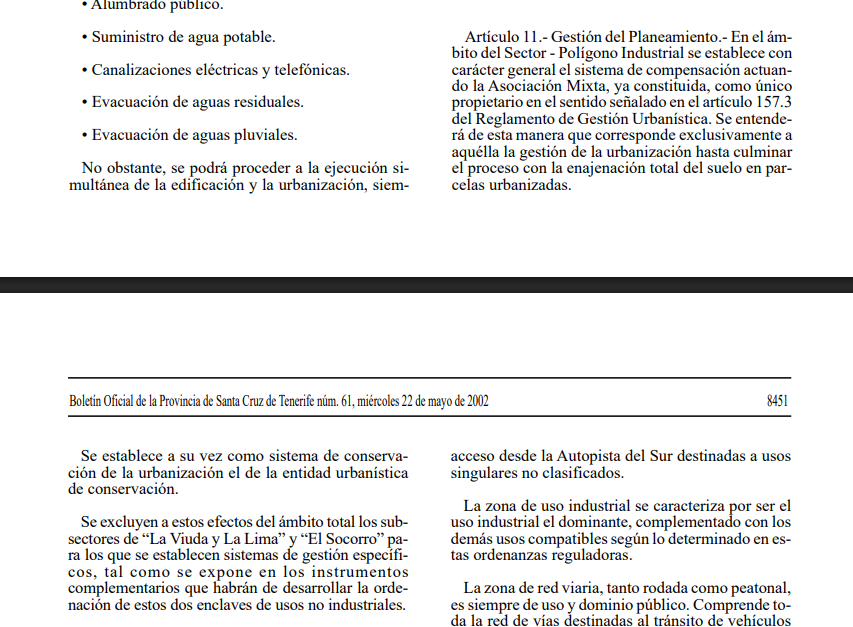 • Alumbrado público.
• Suministro de agua potable.
• Canalizaciones eléctricas y telefónicas.
• Evacuación de aguas residuales.
• Evacuación de aguas pluviales.
No obstante, se podrá proceder a la ejecución si-
multánea de la edificación y la urbanización, siem-
Artículo 11.- Gestión del Planeamiento.- En el ám-
bito del Sector - Polígono Industrial se establece con
carácter general el sistema de compensación actuan-
do la Asociación Mixta, ya constituida, como único
propietario en el sentido señalado en el artículo 157.3
del Reglamento de Gestión Urbanística. Se entende-
rá de esta manera que corresponde exclusivamente a
aquélla la gestión de la urbanización hasta culminar
el proceso con la enajenación total del suelo en par-
celas urbanizadas.
Boletín Oficial de la Provincia de Santa Cruz de Tenerife núm. 61, miércoles 22 de mayo de 2002 8451
Se establece a su vez como sistema de conserva-
ción de la urbanización el de la entidad urbanística
de conservación.
Se excluyen a estos efectos del ámbito total los sub-
sectores de “La Viuda y La Lima” y “El Socorro” pa-
ra los que se establecen sistemas de gestión específi-
cos, tal como se expone en los instrumentos
complementarios que habrán de desarrollar la orde-
nación de estos dos enclaves de usos no industriales.
acceso desde la Autopista del Sur destinadas a usos
singulares no clasificados.
La zona de uso industrial se caracteriza por ser el
uso industrial el dominante, complementado con los
demás usos compatibles según lo determinado en es-
tas ordenanzas reguladoras.
La zona de red viaria, tanto rodada como peatonal,
es siempre de uso y dominio público. Comprende to-
da la red de vías destinadas al tránsito de vehículos